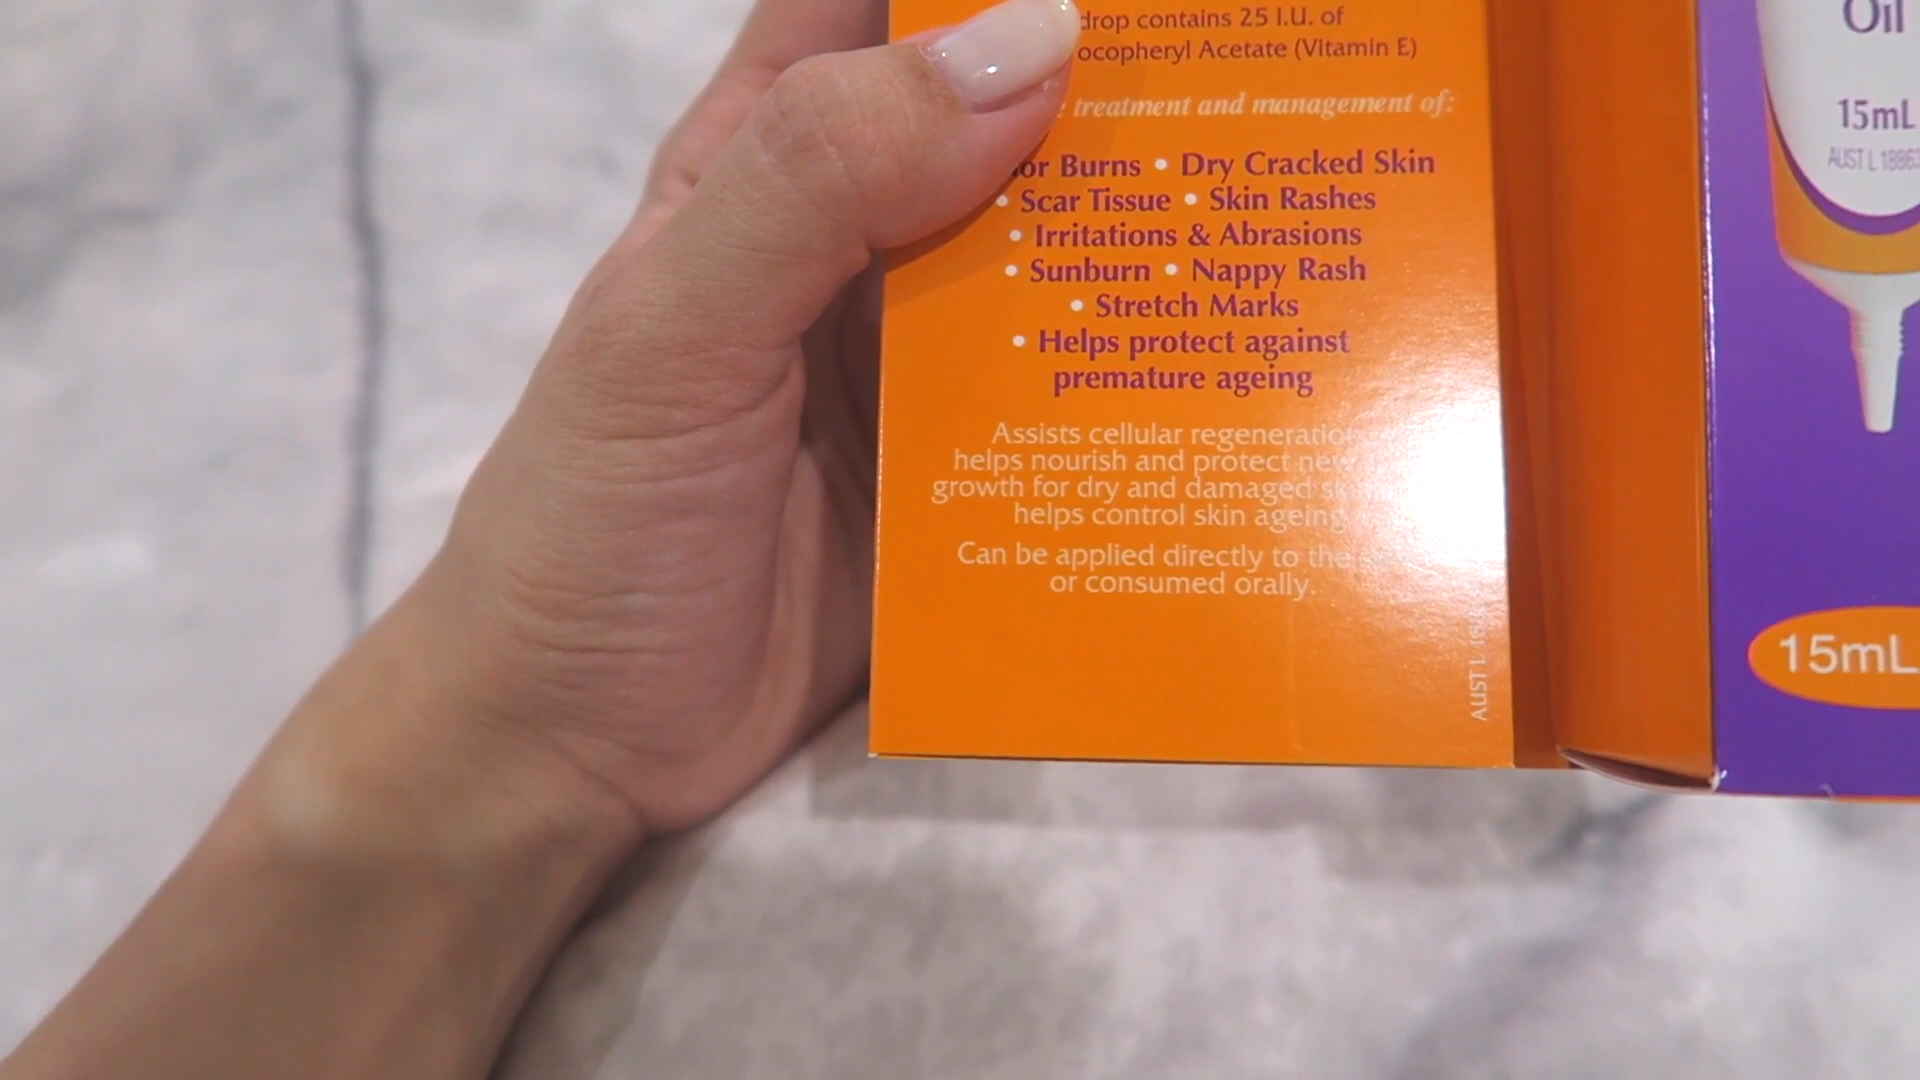 drop contains 25 I.U. of
ocopheryl Acetate (Vitamin E)
treatment and management of:
or Burns • Dry Cracked Skin
• Scar Tissue • Skin Rashes
• Irritations & Abrasions
• Sunburn • Nappy Rash
• Stretch Marks
• Helps protect against
premature ageing
Assists cellular regeneratio
helps nourish and protect new
growth for dry and damaged sk
helps control skin ageing
Can be applied directly to the
or consumed orally.
AUST L
Oil
15mL
AUST L 1886
15mL